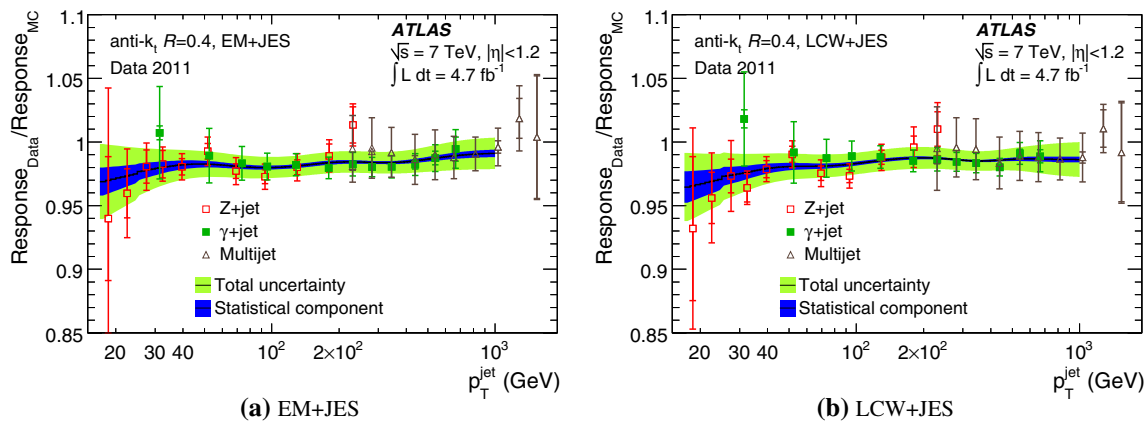 Response_Data/Response_MC
1.1
1.05
1
0.95
0.9
0.85
anti-k_t R=0.4, EM+JES
Data 2011
ATLAS
√s = 7 TeV, |η|<1.2
∫ L dt = 4.7 fb⁻¹
Z+jet
γ+jet
Multijet
Total uncertainty
Statistical component
20 30 40 10² 2×10² 10³
p_T^jet (GeV)
(a) EM+JES
Response_Data/Response_MC
1.1
1.05
1
0.95
0.9
0.85
anti-k_t R=0.4, LCW+JES
Data 2011
ATLAS
√s = 7 TeV, |η|<1.2
∫ L dt = 4.7 fb⁻¹
Z+jet
γ+jet
Multijet
Total uncertainty
Statistical component
20 30 40 10² 2×10² 10³
p_T^jet (GeV)
(b) LCW+JES